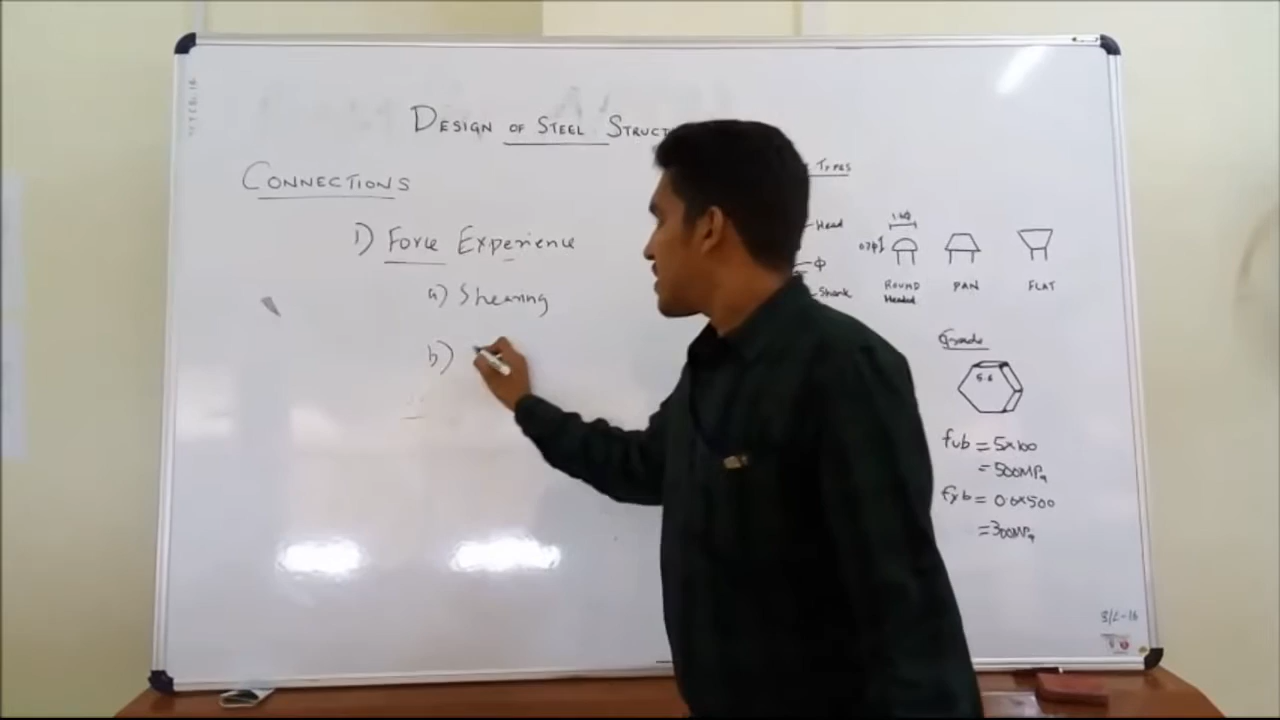 DESIGN OF STEEL STRUCT
CONNECTIONS
1) Force Experience
a) Shearing
b)
TYPES
Head
φ
Shank
1.6φ
0.7φ
ROUND
Headed
PAN
FLAT
Grade
5.6
fub = 5x100
= 500MPa
fyb = 0.6x500
= 300MPa
3/L-16